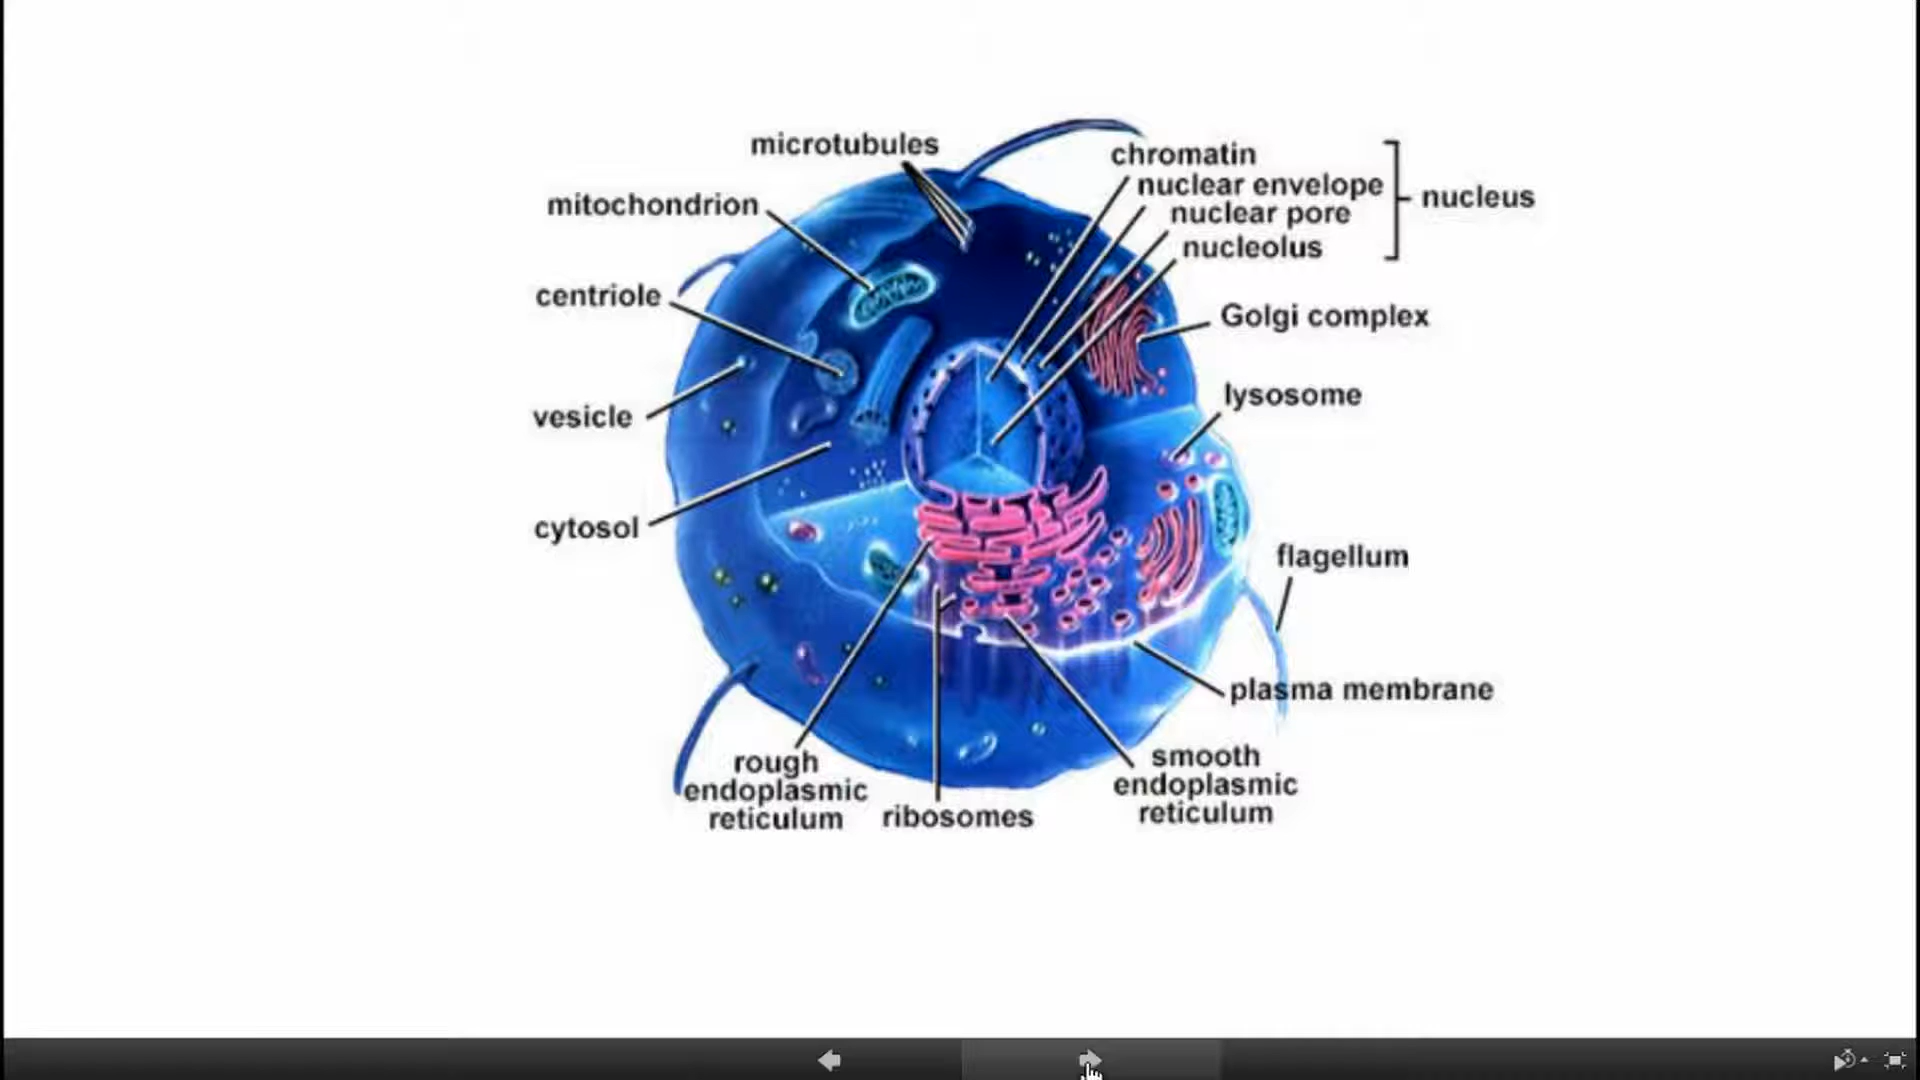 microtubules
mitochondrion
centriole
vesicle
cytosol
chromatin
nuclear envelope
nuclear pore
nucleolus
nucleus
Golgi complex
lysosome
flagellum
plasma membrane
rough
endoplasmic
reticulum
ribosomes
smooth
endoplasmic
reticulum